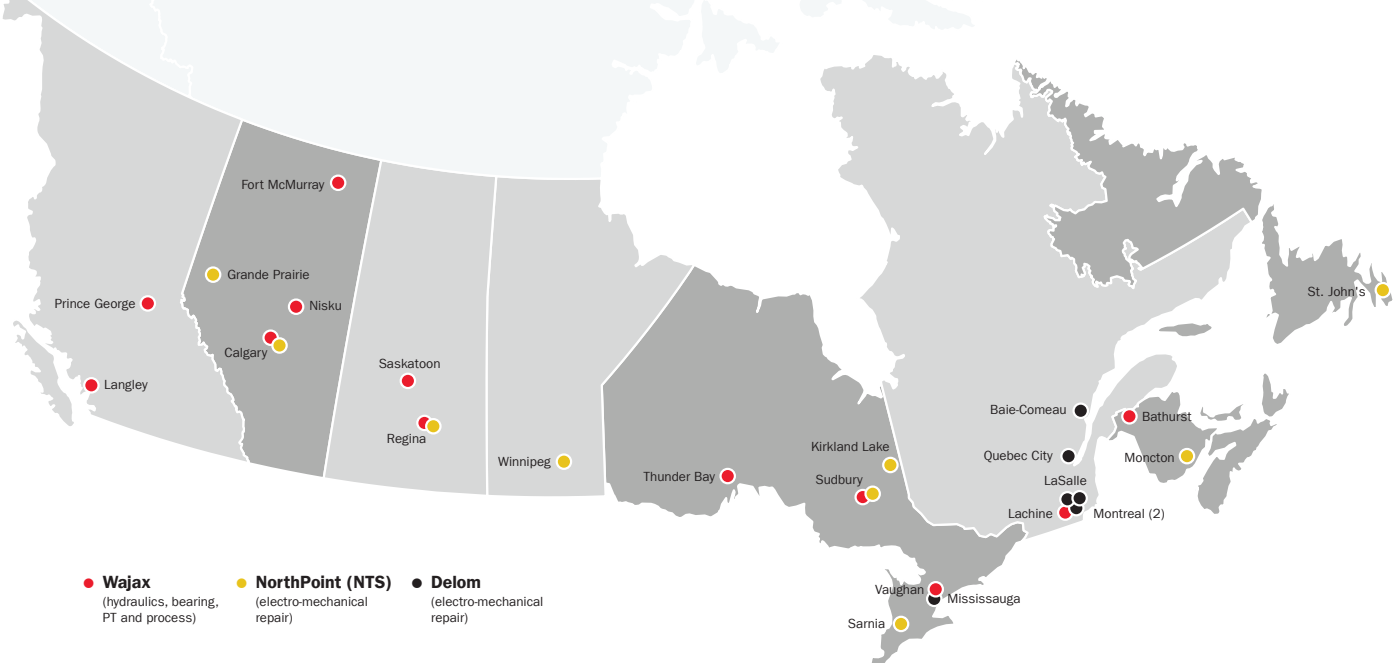 Fort McMurray
Grande Prairie
Prince George
Nisku
St. John's
Calgary
Saskatoon
Langley
Baie-Comeau
Bathurst
Regina
Kirkland Lake
Quebec City
Moncton
Winnipeg
Thunder Bay
Sudbury
LaSalle
Lachine
Montreal (2)
Wajax
(hydraulics, bearing,
PT and process)
NorthPoint (NTS)
(electro-mechanical
repair)
Delom
(electro-mechanical
repair)
Vaughan
Mississauga
Sarnia